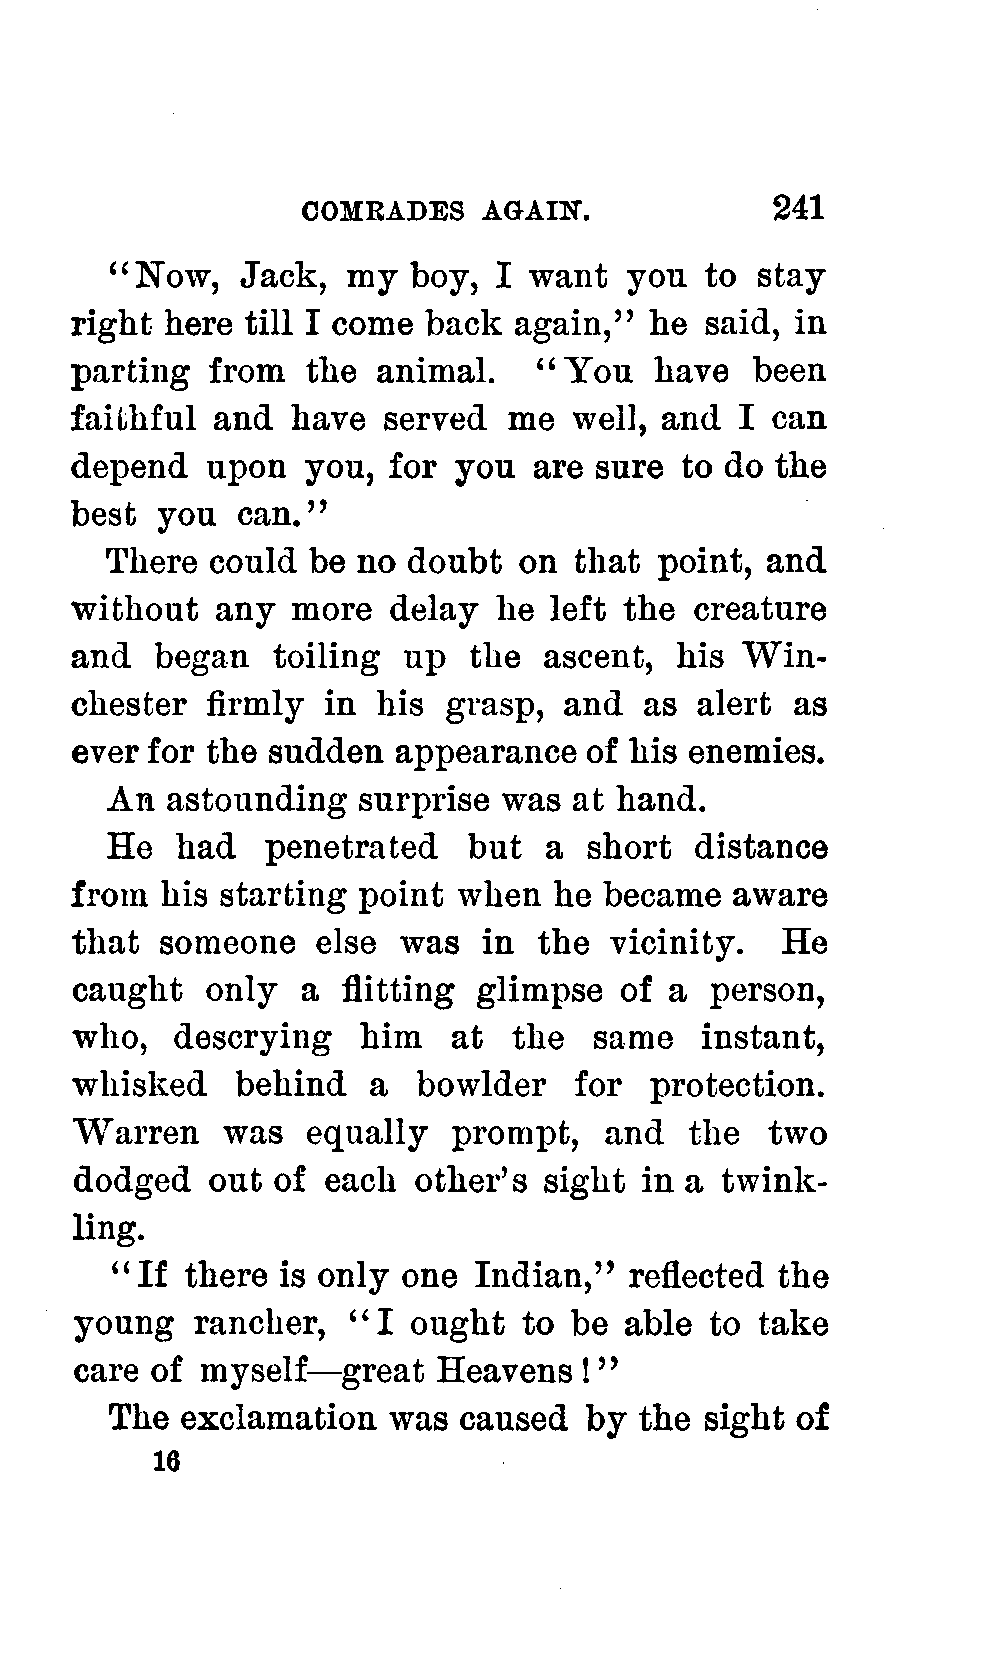 COMRADES AGAIN. 241
“Now, Jack, my boy, I want you to stay
right here till I come back again,” he said, in
parting from the animal. “You have been
faithful and have served me well, and I can
depend upon you, for you are sure to do the
best you can.”
There could be no doubt on that point, and
without any more delay he left the creature
and began toiling up the ascent, his Win-
chester firmly in his grasp, and as alert as
ever for the sudden appearance of his enemies.
An astounding surprise was at hand.
He had penetrated but a short distance
from his starting point when he became aware
that someone else was in the vicinity. He
caught only a flitting glimpse of a person,
who, descrying him at the same instant,
whisked behind a bowlder for protection.
Warren was equally prompt, and the two
dodged out of each other’s sight in a twink-
ling.
“If there is only one Indian,” reflected the
young rancher, “I ought to be able to take
care of myself—great Heavens!”
The exclamation was caused by the sight of
16